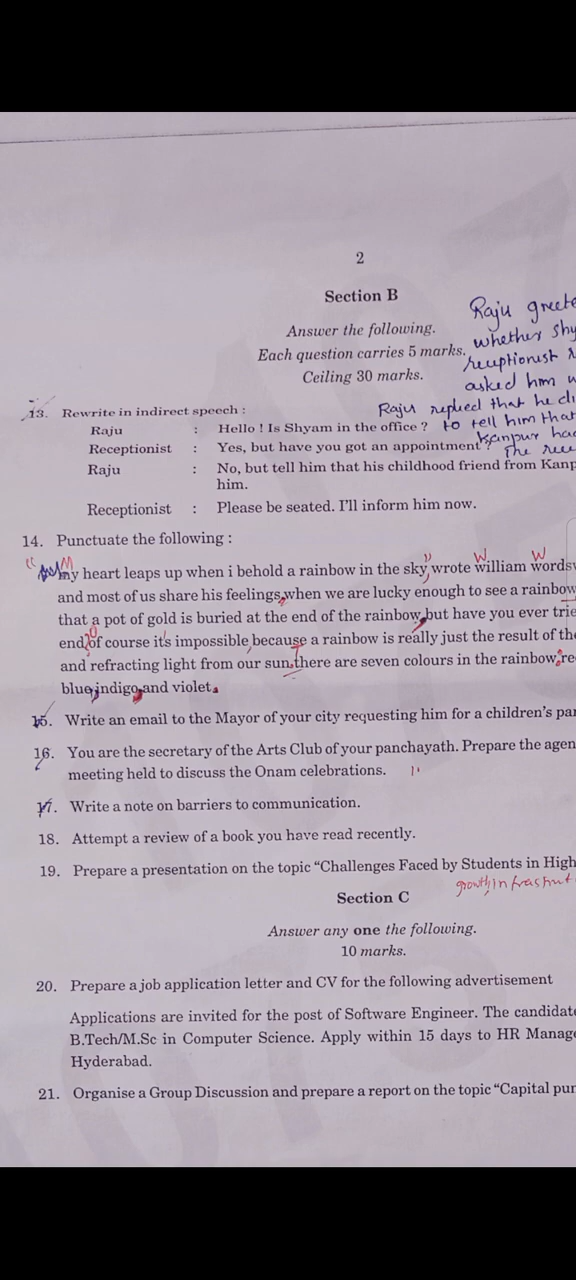 2
Section B
Raju greete
Answer the following.
whether shy
Each question carries 5 marks.
receptionist r
Ceiling 30 marks.
asked him w
13. Rewrite in indirect speech :
Raju replied that he di
Raju : Hello ! Is Shyam in the office ?
to tell him that
Receptionist : Yes, but have you got an appointment ?
Kanpur had
The rece
Raju : No, but tell him that his childhood friend from Kanp
him.
Receptionist : Please be seated. I'll inform him now.
14. Punctuate the following :
" M " W W
my heart leaps up when i behold a rainbow in the sky, wrote william wordsw
and most of us share his feelings, when we are lucky enough to see a rainbow
that a pot of gold is buried at the end of the rainbow, but have you ever trie
end? of course it's impossible, because a rainbow is really just the result of the
and refracting light from our sun. there are seven colours in the rainbow: re
blue, indigo, and violet.
15. Write an email to the Mayor of your city requesting him for a children's par
16. You are the secretary of the Arts Club of your panchayath. Prepare the agen
meeting held to discuss the Onam celebrations.
17. Write a note on barriers to communication.
18. Attempt a review of a book you have read recently.
19. Prepare a presentation on the topic "Challenges Faced by Students in High
growth, infrastruct
Section C
Answer any one the following.
10 marks.
20. Prepare a job application letter and CV for the following advertisement
Applications are invited for the post of Software Engineer. The candidate
B.Tech/M.Sc in Computer Science. Apply within 15 days to HR Manage
Hyderabad.
21. Organise a Group Discussion and prepare a report on the topic "Capital pun